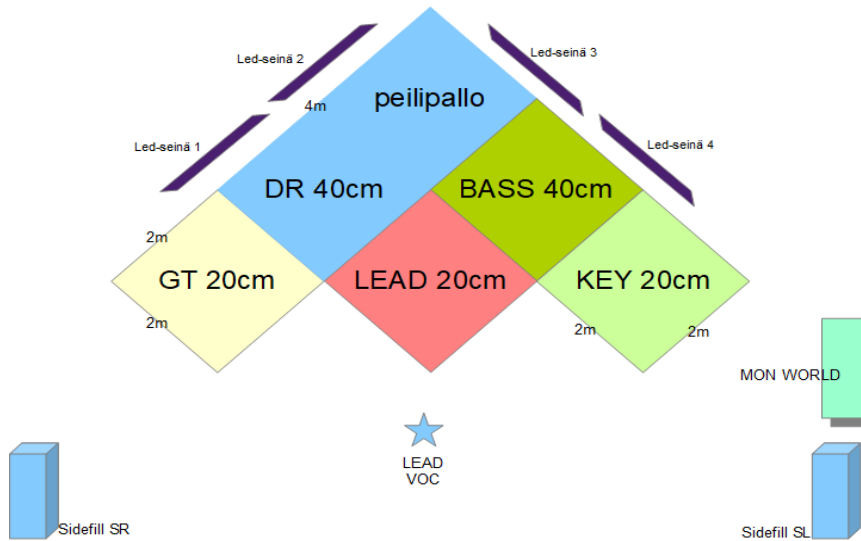 Led-seinä 2
Led-seinä 3
peilipallo
4m
Led-seinä 1
Led-seinä 4
DR 40cm
BASS 40cm
2m
GT 20cm
LEAD 20cm
KEY 20cm
2m
2m
2m
MON WORLD
LEAD
VOC
Sidefill SR
Sidefill SL